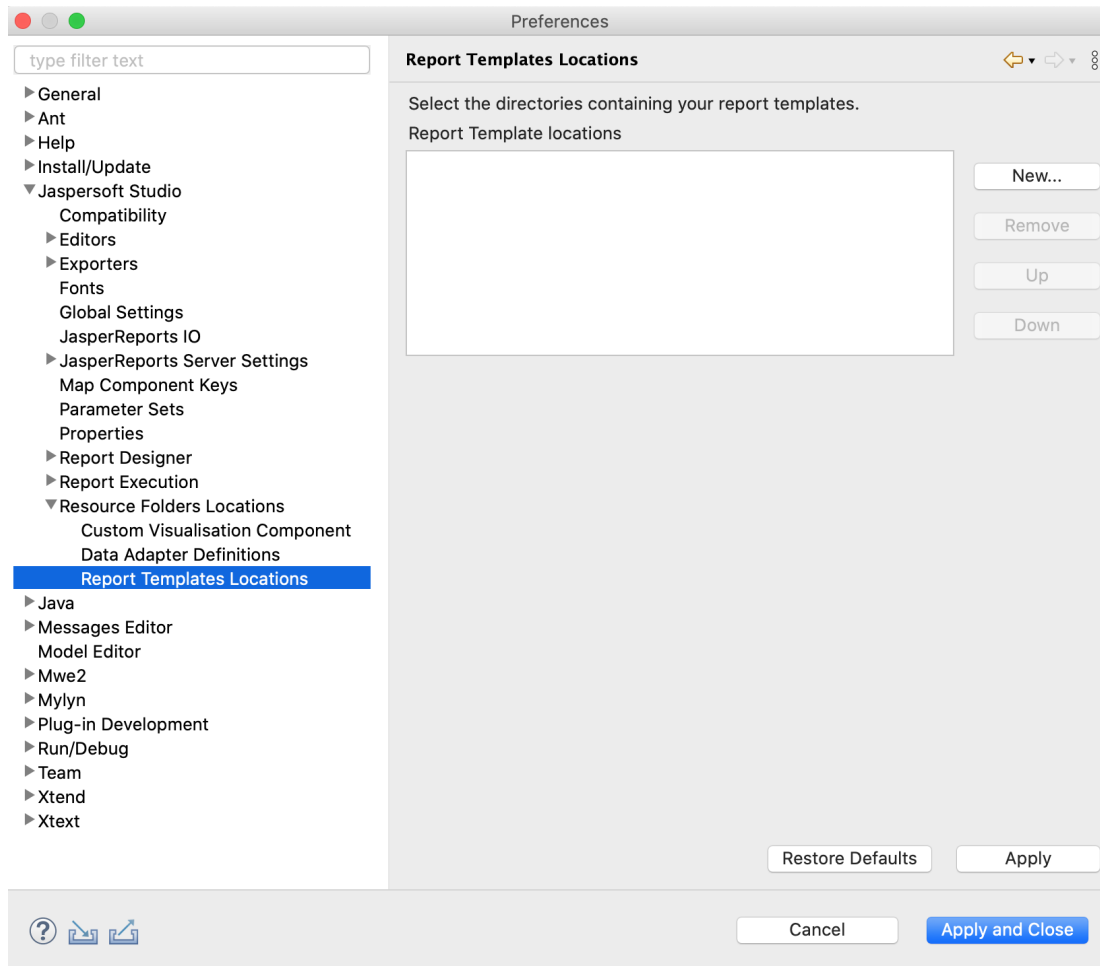 Preferences
type filter text
General
Ant
Help
Install/Update
Jaspersoft Studio
Compatibility
Editors
Exporters
Fonts
Global Settings
JasperReports IO
JasperReports Server Settings
Map Component Keys
Parameter Sets
Properties
Report Designer
Report Execution
Resource Folders Locations
Custom Visualisation Component
Data Adapter Definitions
Report Templates Locations
Java
Messages Editor
Model Editor
Mwe2
Mylyn
Plug-in Development
Run/Debug
Team
Xtend
Xtext
Report Templates Locations
Select the directories containing your report templates.
Report Template locations
New...
Remove
Up
Down
Restore Defaults
Apply
?
Cancel
Apply and Close